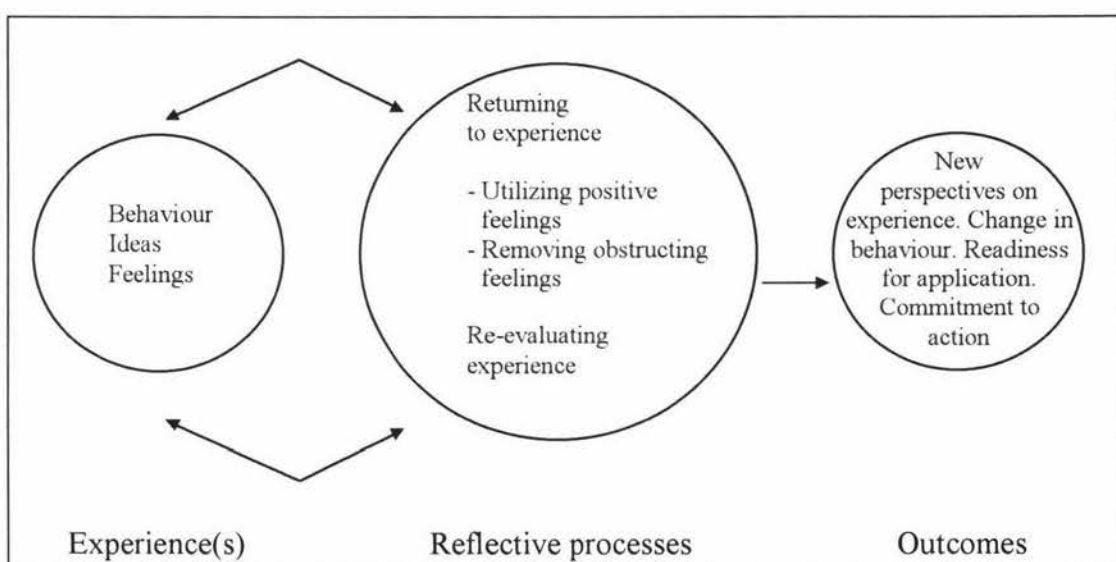 Behaviour
Ideas
Feelings
Returning
to experience
- Utilizing positive
feelings
- Removing obstructing
feelings
Re-evaluating
experience
New
perspectives on
experience. Change in
behaviour. Readiness
for application.
Commitment to
action
Experience(s)
Reflective processes
Outcomes